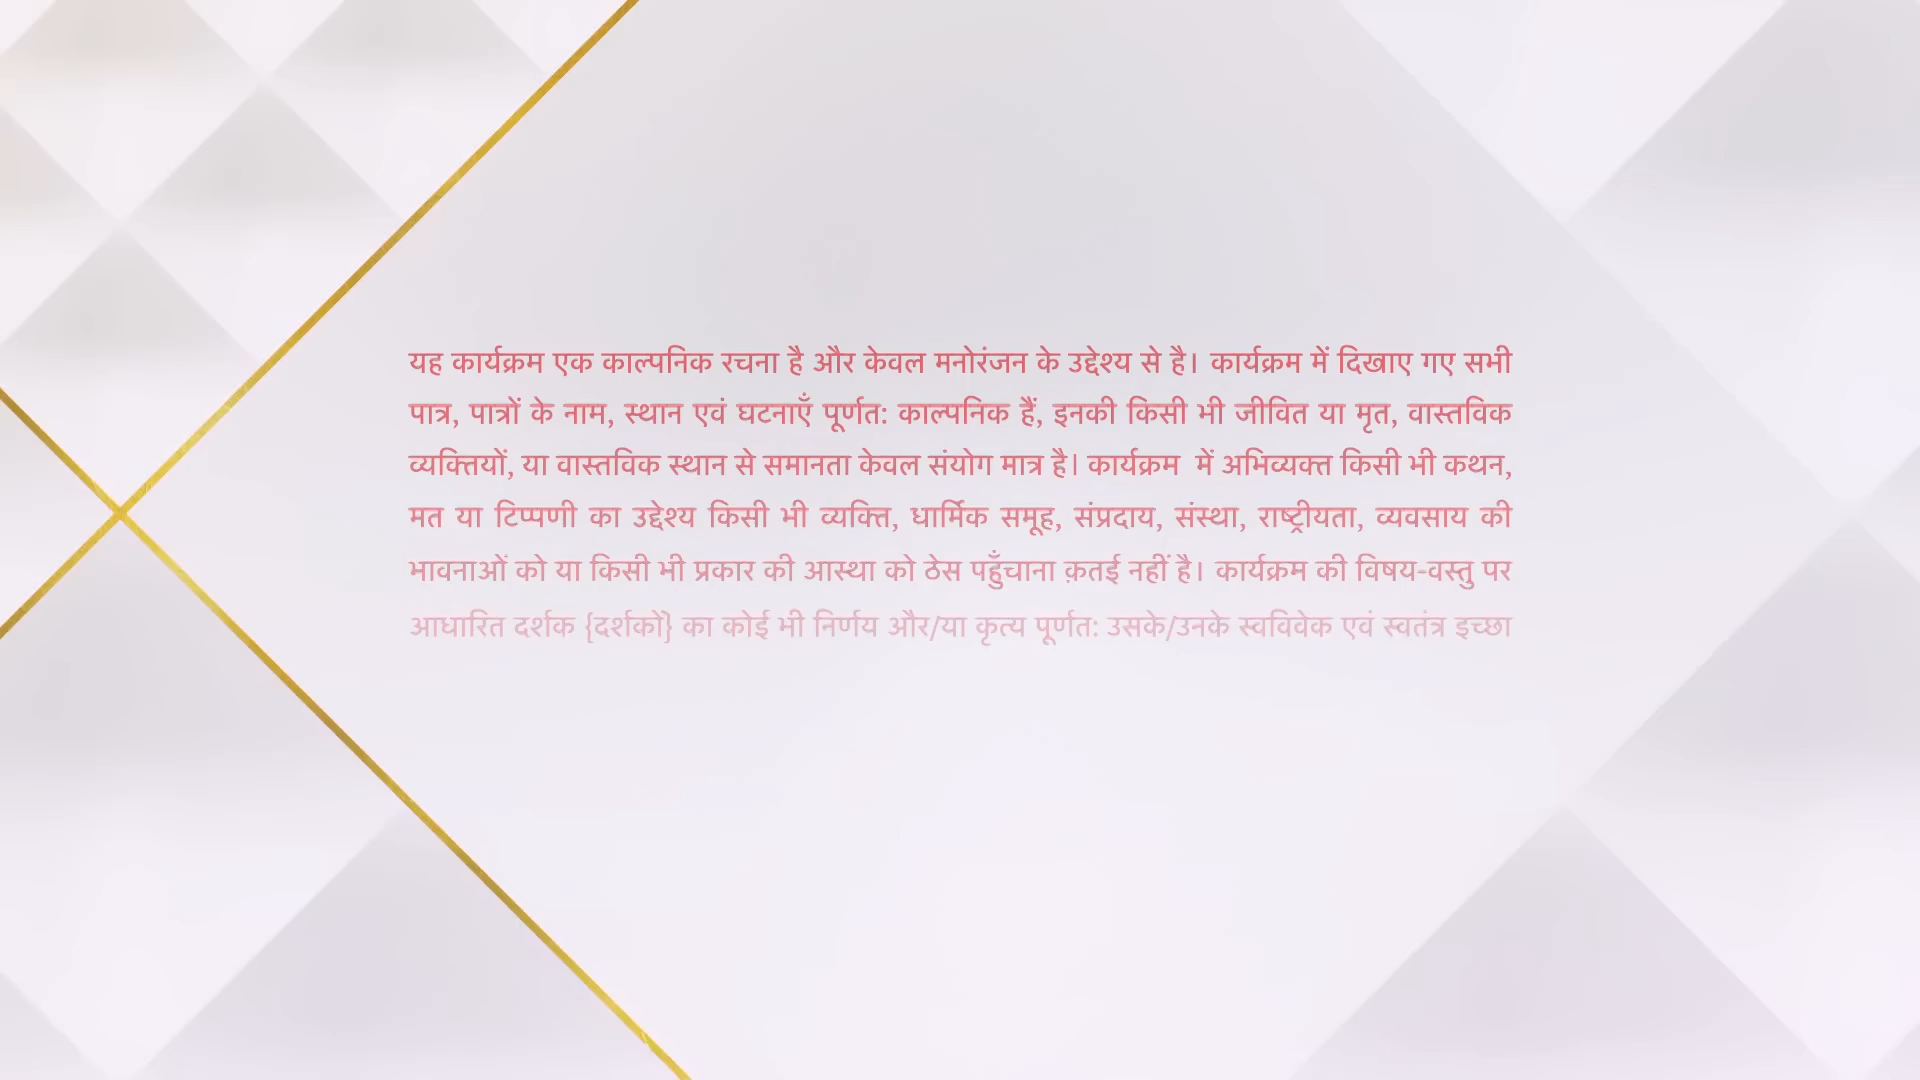 यह कार्यक्रम एक काल्पनिक रचना है और केवल मनोरंजन के उद्देश्य से है। कार्यक्रम में दिखाए गए सभी
पात्र, पात्रों के नाम, स्थान एवं घटनाएँ पूर्णत: काल्पनिक हैं, इनकी किसी भी जीवित या मृत, वास्तविक
व्यक्तियों, या वास्तविक स्थान से समानता केवल संयोग मात्र है। कार्यक्रम में अभिव्यक्त किसी भी कथन,
मत या टिप्पणी का उद्देश्य किसी भी व्यक्ति, धार्मिक समूह, संप्रदाय, संस्था, राष्ट्रीयता, व्यवसाय की
भावनाओं को या किसी भी प्रकार की आस्था को ठेस पहुँचाना क़तई नहीं है। कार्यक्रम की विषय-वस्तु पर
आधारित दर्शक {दर्शकों} का कोई भी निर्णय और/या कृत्य पूर्णत: उसके/उनके स्वविवेक एवं स्वतंत्र इच्छा